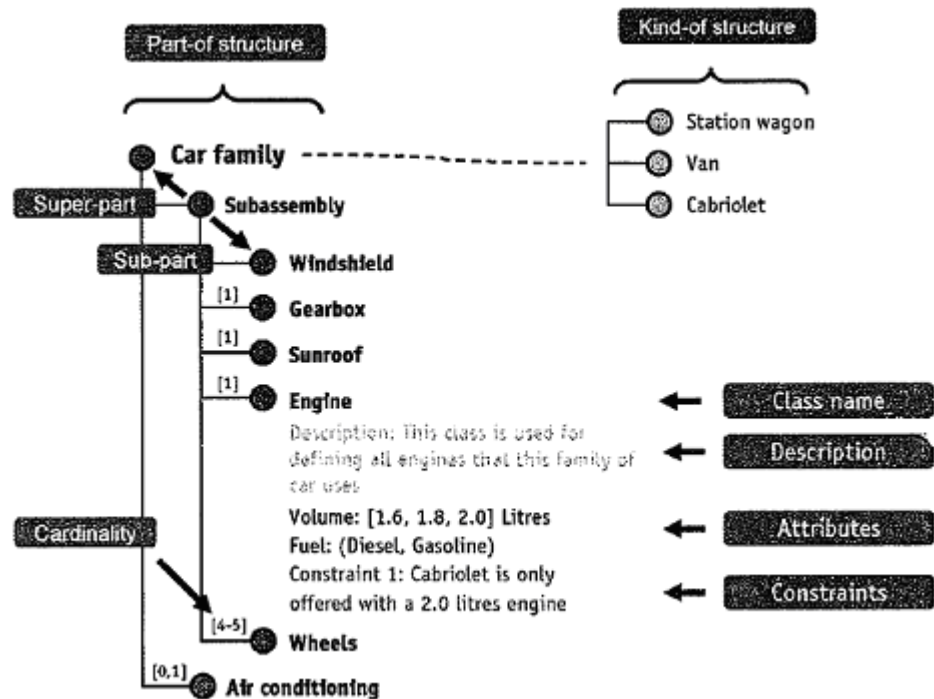 Part-of structure
Kind-of structure
Car family
Station wagon
Van
Cabriolet
Super-part
Subassembly
Sub-part
Windshield
[1]
Gearbox
[1]
Sunroof
[1]
Engine
Class name
Description: This class is used for
defining all engines that this family of
car uses
Description
Volume: [1.6, 1.8, 2.0] Litres
Fuel: (Diesel, Gasoline)
Attributes
Constraint 1: Cabriolet is only
offered with a 2.0 litres engine
Constraints
Cardinality
[4-5]
Wheels
[0,1]
Air conditioning